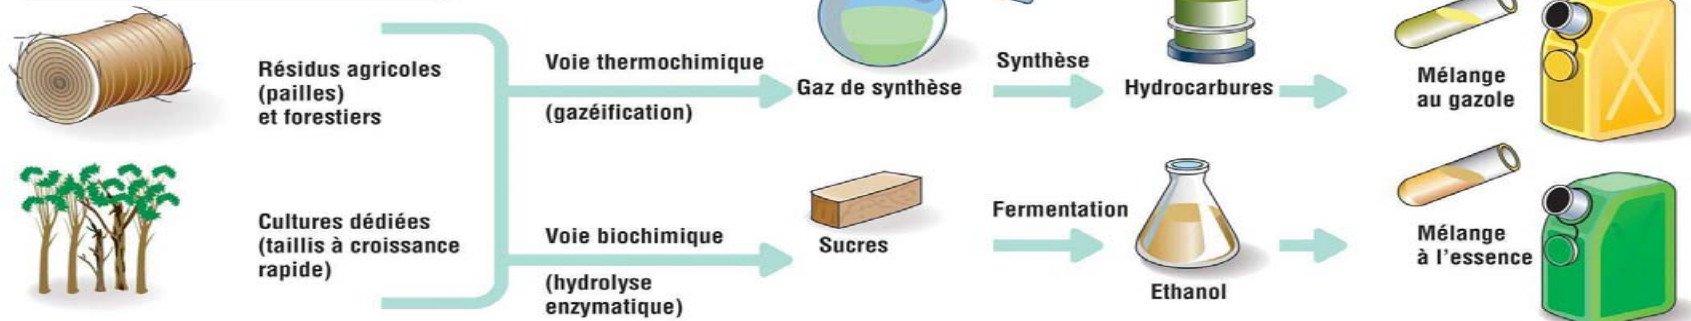 Résidus agricoles
(pailles)
et forestiers
Voie thermochimique
(gazéification)
Gaz de synthèse
Synthèse
Hydrocarbures
Mélange
au gazole
Cultures dédiées
(taillis à croissance
rapide)
Voie biochimique
(hydrolyse
enzymatique)
Sucres
Fermentation
Ethanol
Mélange
à l'essence